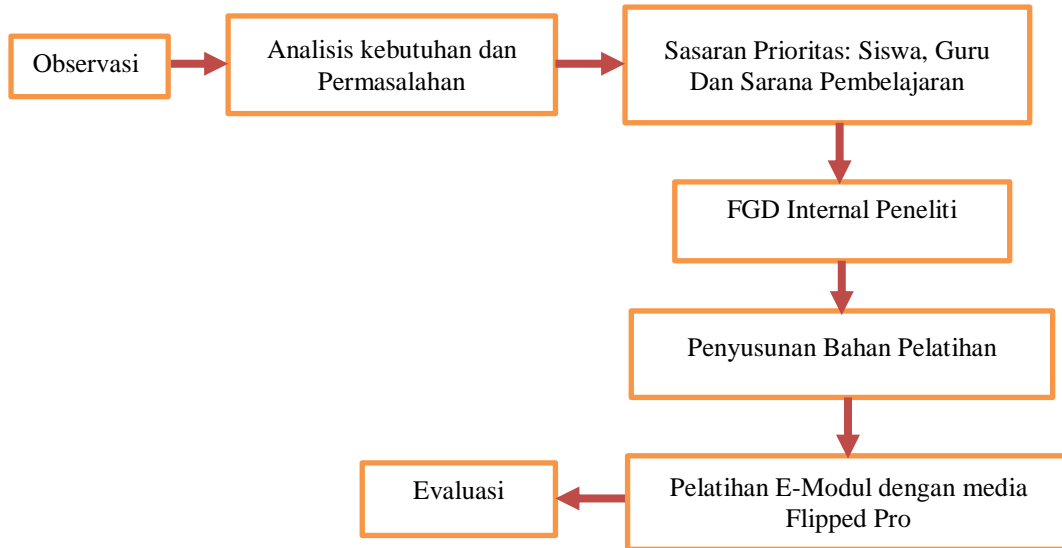 Observasi
Analisis kebutuhan dan
Permasalahan
Sasaran Prioritas: Siswa, Guru
Dan Sarana Pembelajaran
FGD Internal Peneliti
Penyusunan Bahan Pelatihan
Pelatihan E-Modul dengan media
Flipped Pro
Evaluasi